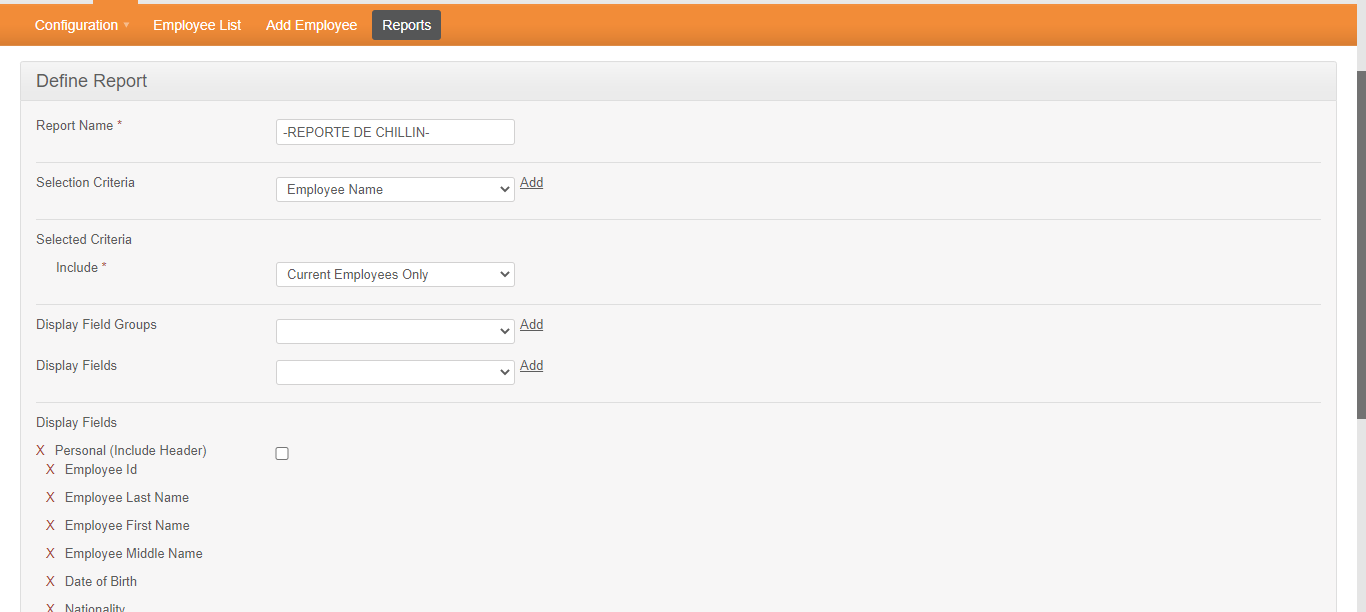 Configuration Employee List Add Employee Reports
Define Report
Report Name *
-REPORTE DE CHILLIN-
Selection Criteria
Employee Name
Add
Selected Criteria
Include *
Current Employees Only
Display Field Groups
Add
Display Fields
Add
Display Fields
X Personal (Include Header)
X Employee Id
X Employee Last Name
X Employee First Name
X Employee Middle Name
X Date of Birth
X Nationality